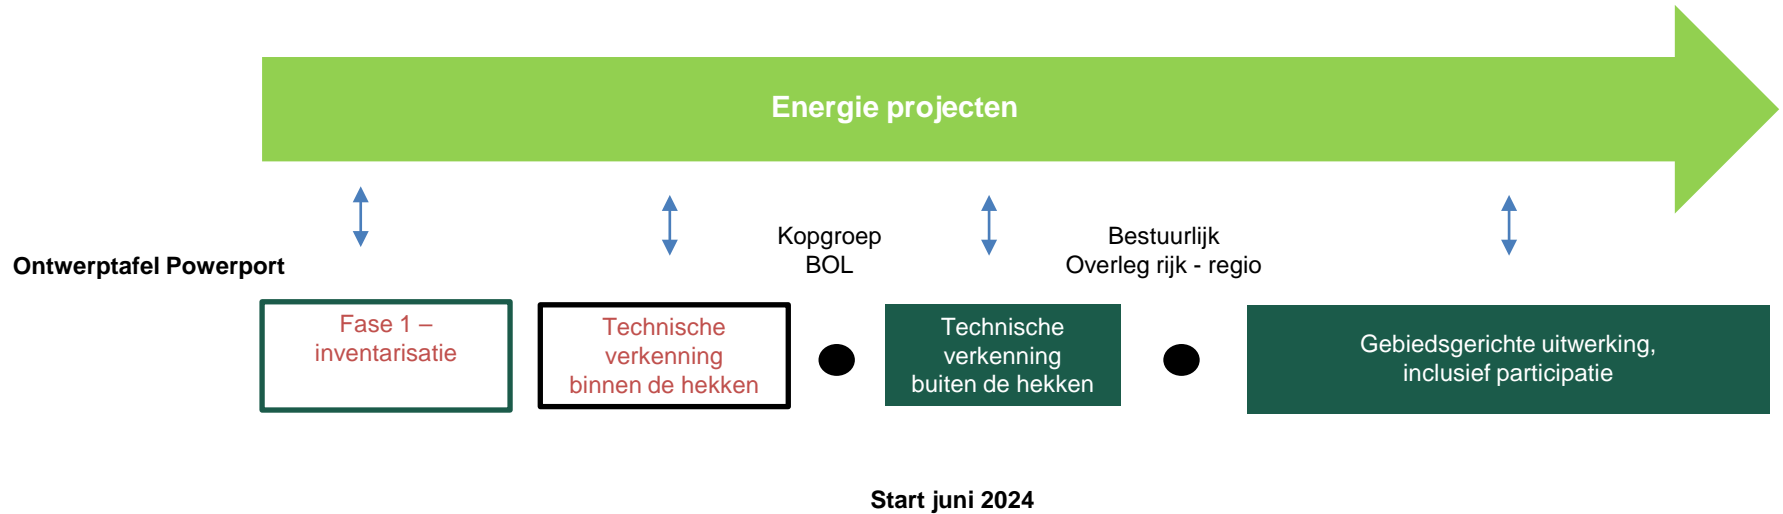 Energie projecten
Kopgroep
BOL
Bestuurlijk
Overleg rijk - regio
Ontwerptafel Powerport
Fase 1 –
inventarisatie
Technische
verkenning
binnen de hekken
Technische
verkenning
buiten de hekken
Gebiedsgerichte uitwerking,
inclusief participatie
Start juni 2024